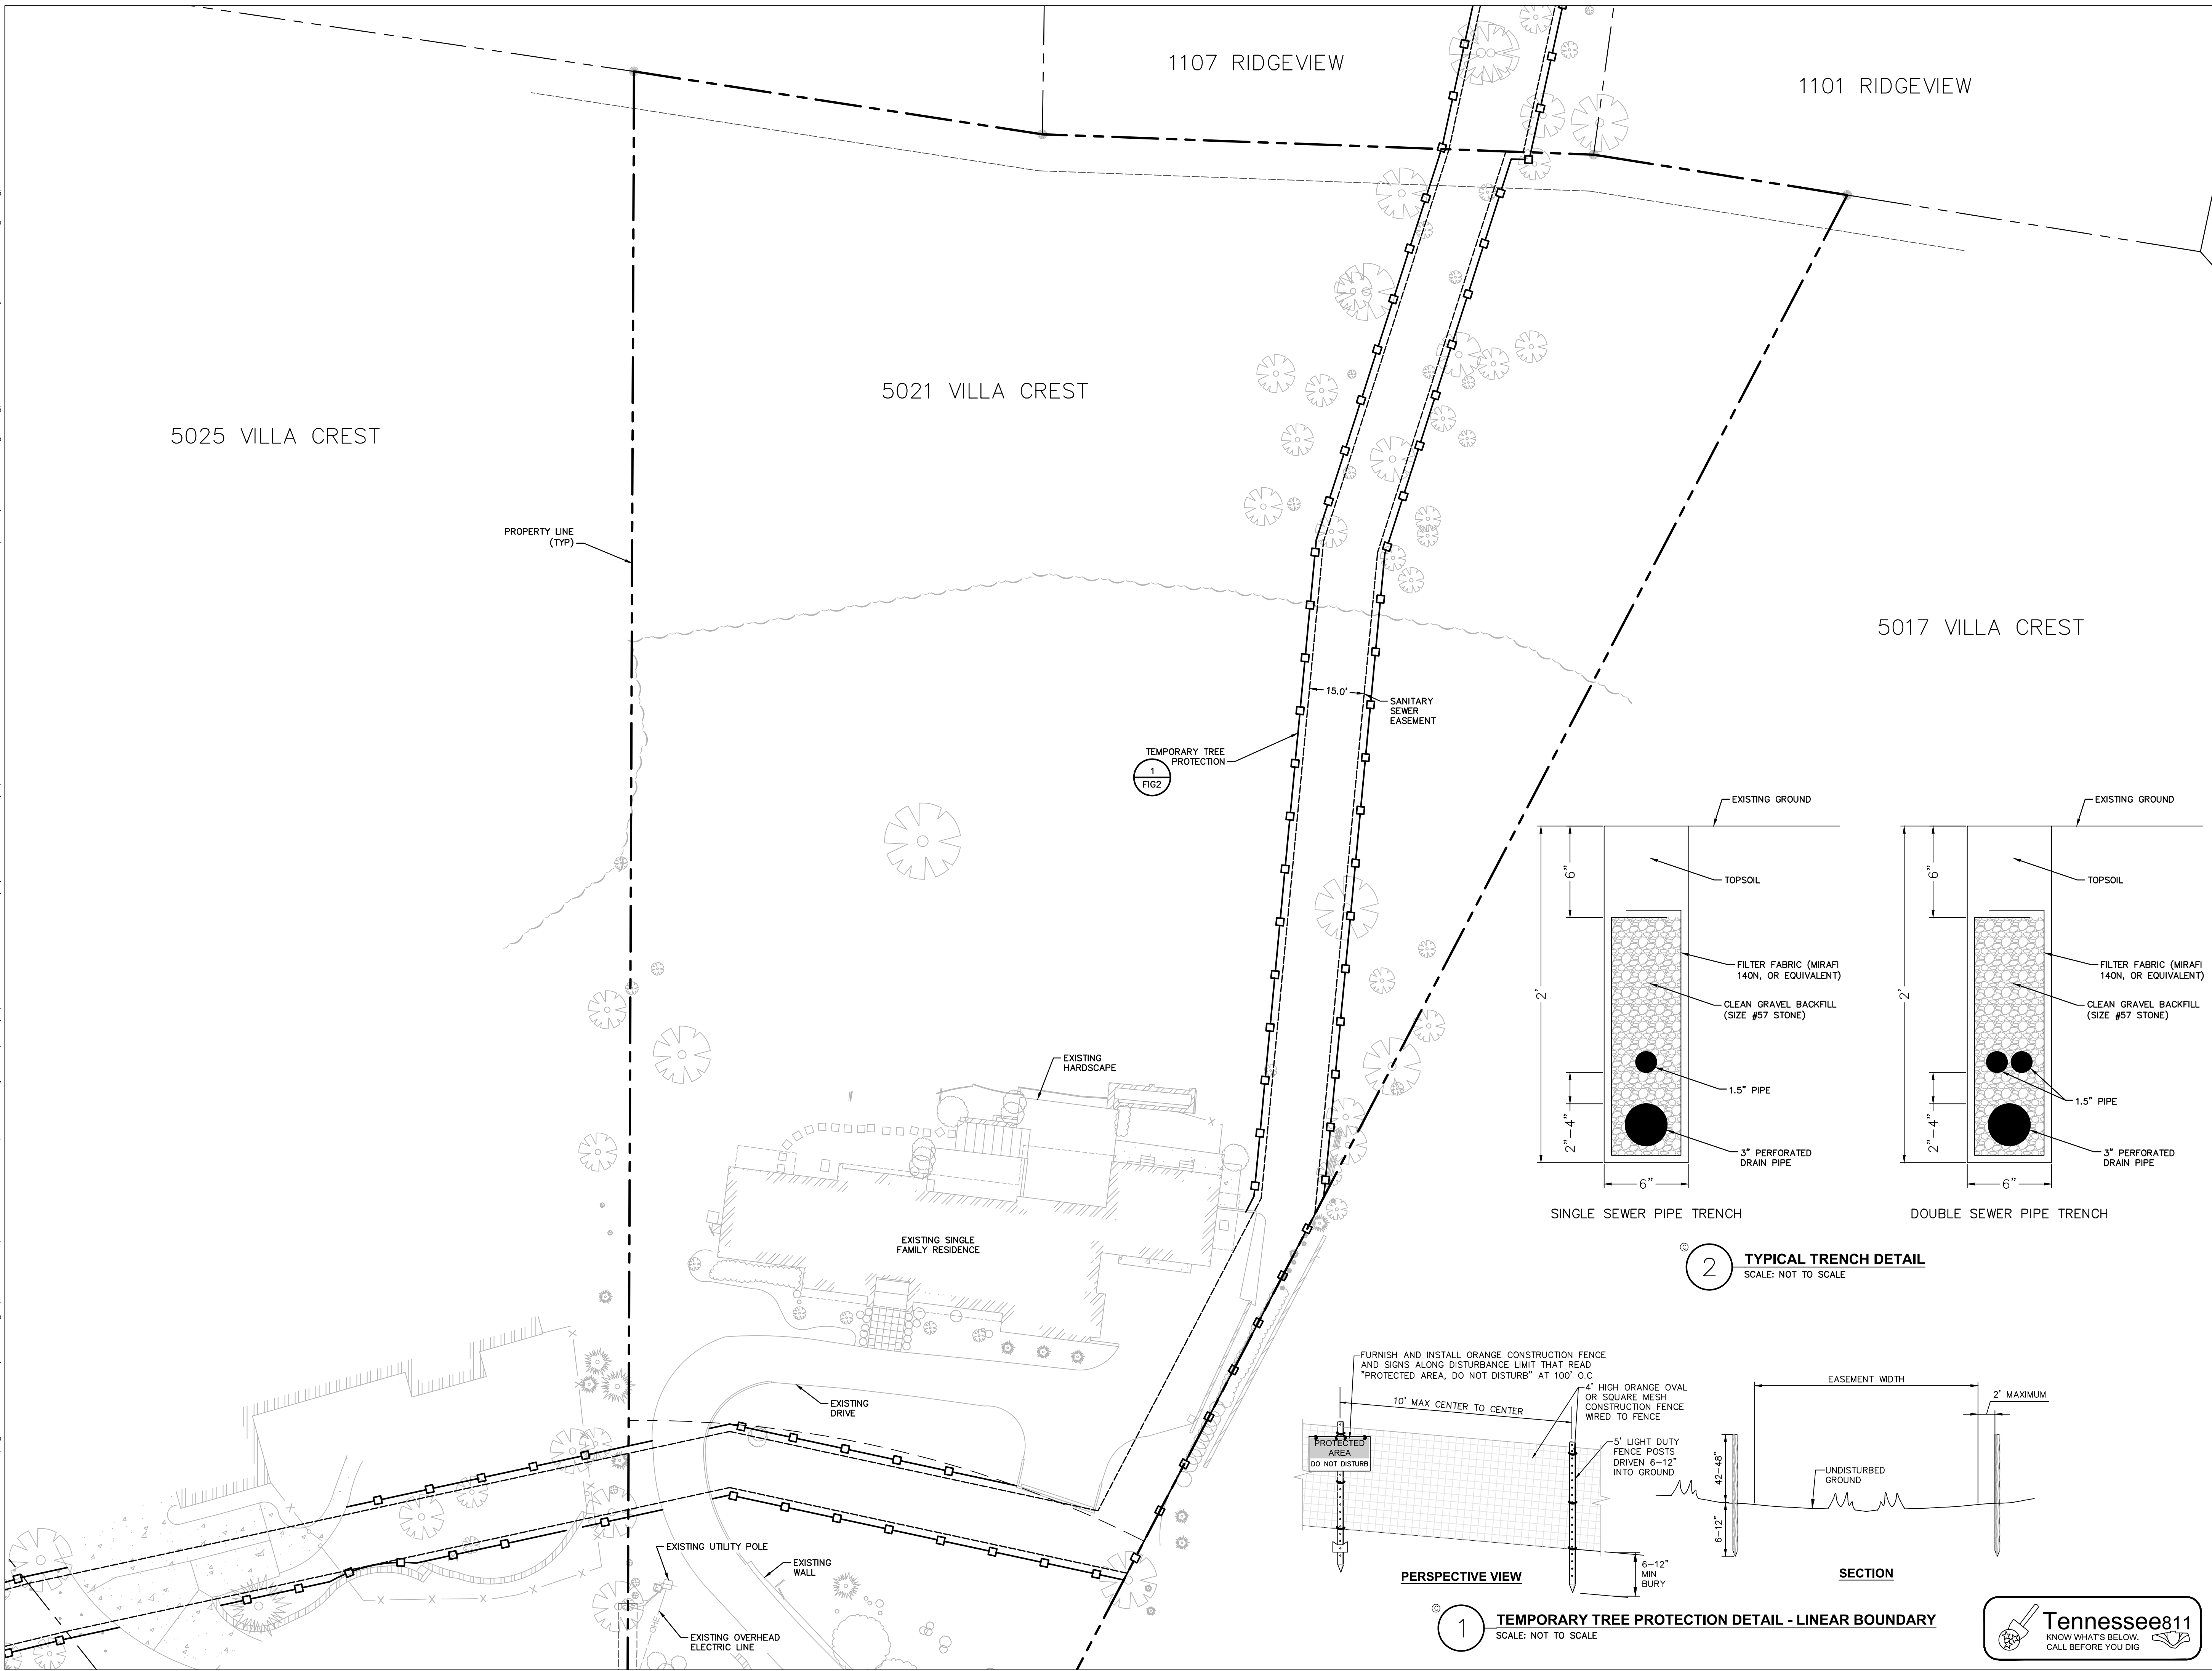 1107 RIDGEVIEW
1101 RIDGEVIEW
5021 VILLA CREST
5025 VILLA CREST
PROPERTY LINE
(TYP)
5017 VILLA CREST
15.0'
SANITARY
SEWER
EASEMENT
TEMPORARY TREE
PROTECTION
1
FIG2
EXISTING
HARDSCAPE
EXISTING SINGLE
FAMILY RESIDENCE
EXISTING
DRIVE
EXISTING UTILITY POLE
EXISTING
WALL
OHE
EXISTING OVERHEAD
ELECTRIC LINE
X
X
X
X
X
X
X
X
EXISTING GROUND
6"
TOPSOIL
2'
FILTER FABRIC (MIRAFI
140N, OR EQUIVALENT)
CLEAN GRAVEL BACKFILL
(SIZE #57 STONE)
1.5" PIPE
2"-4"
3" PERFORATED
DRAIN PIPE
6"
SINGLE SEWER PIPE TRENCH
EXISTING GROUND
6"
TOPSOIL
2'
FILTER FABRIC (MIRAFI
140N, OR EQUIVALENT)
CLEAN GRAVEL BACKFILL
(SIZE #57 STONE)
1.5" PIPE
2"-4"
3" PERFORATED
DRAIN PIPE
6"
DOUBLE SEWER PIPE TRENCH
©
2
TYPICAL TRENCH DETAIL
SCALE: NOT TO SCALE
FURNISH AND INSTALL ORANGE CONSTRUCTION FENCE
AND SIGNS ALONG DISTURBANCE LIMIT THAT READ
"PROTECTED AREA, DO NOT DISTURB" AT 100' O.C
10' MAX CENTER TO CENTER
4' HIGH ORANGE OVAL
OR SQUARE MESH
CONSTRUCTION FENCE
WIRED TO FENCE
PROTECTED
AREA
DO NOT DISTURB
5' LIGHT DUTY
FENCE POSTS
DRIVEN 6-12"
INTO GROUND
6-12"
MIN
BURY
PERSPECTIVE VIEW
EASEMENT WIDTH
2' MAXIMUM
42-48"
UNDISTURBED
GROUND
6-12"
SECTION
©
1
TEMPORARY TREE PROTECTION DETAIL - LINEAR BOUNDARY
SCALE: NOT TO SCALE
Tennessee811
KNOW WHAT'S BELOW.
CALL BEFORE YOU DIG